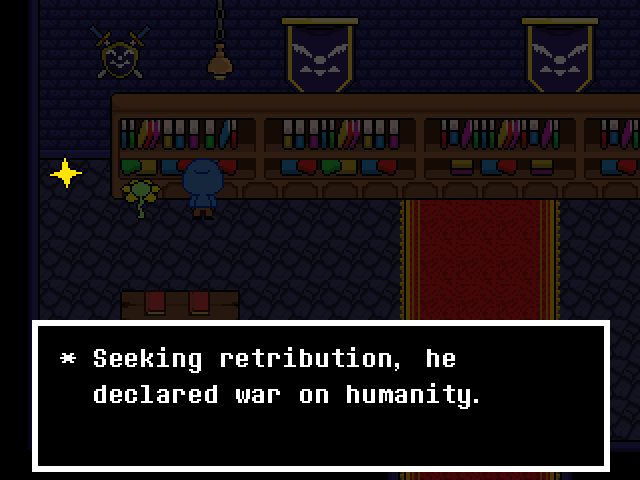 * Seeking retribution, he
declared war on humanity.